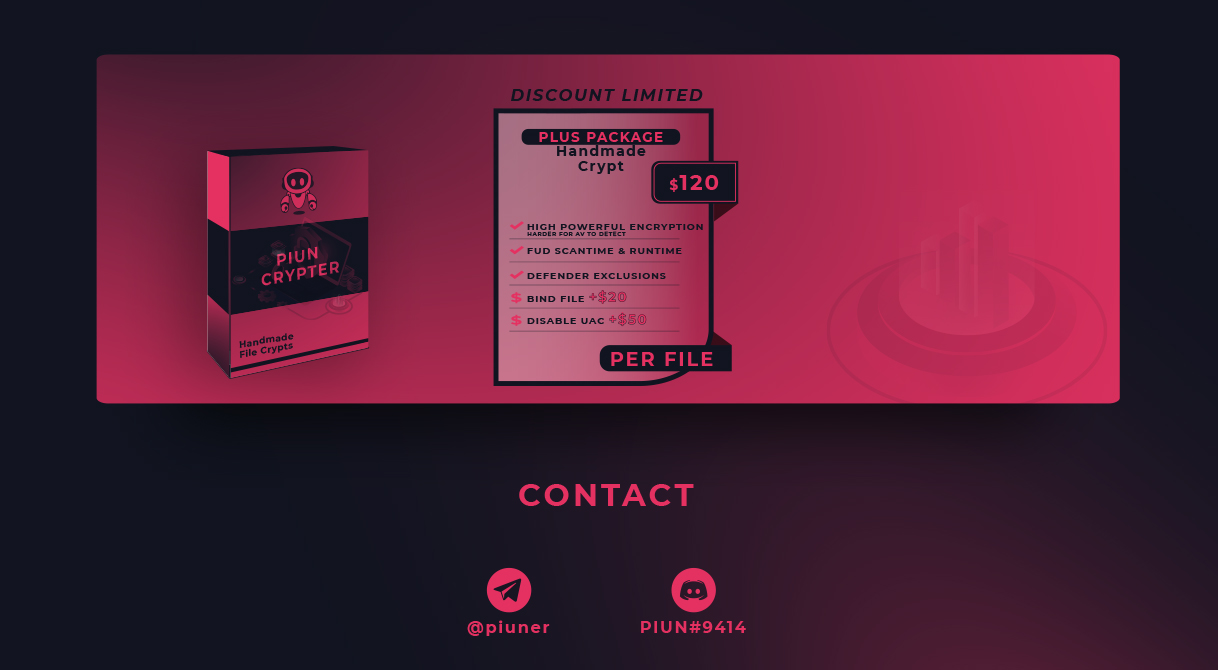 DISCOUNT LIMITED
PLUS PACKAGE
Handmade
Crypt
$120
HIGH POWERFUL ENCRYPTION
HARDER FOR AV TO DETECT
FUD SCANTIME & RUNTIME
DEFENDER EXCLUSIONS
$ BIND FILE +$20
$ DISABLE UAC +$50
PER FILE
PIUN
CRYPTER
Handmade
File Crypts
CONTACT
@piuner
PIUN#9414